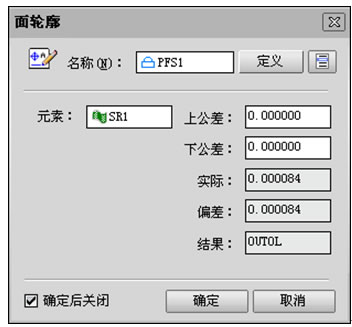 面轮廓
名称(N)： PFS1 定义
元素： SR1 上公差： 0.000000
下公差： 0.000000
实际： 0.000084
偏差： 0.000084
结果： OUTOL
确定后关闭 确定 取消